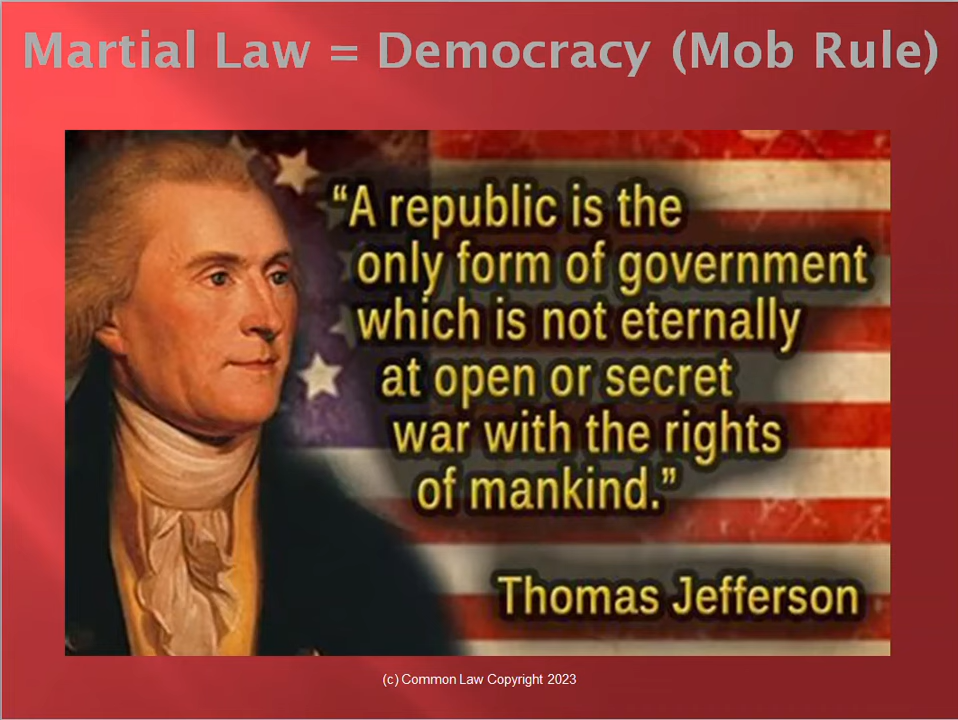 Martial Law = Democracy (Mob Rule)
“A republic is the
only form of government
which is not eternally
at open or secret
war with the rights
of mankind.”
Thomas Jefferson
(c) Common Law Copyright 2023